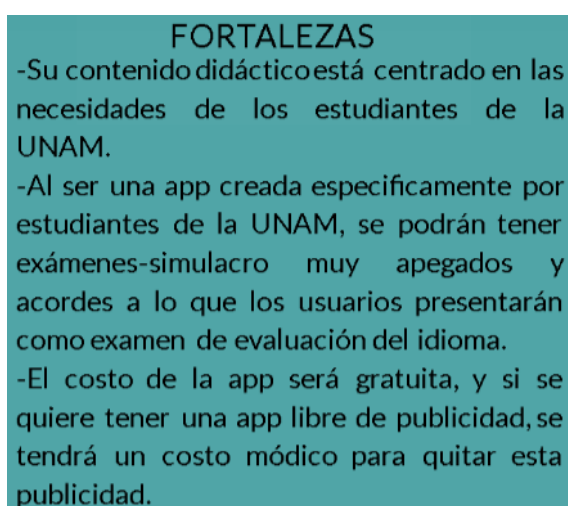 FORTALEZAS
-Su contenido didáctico está centrado en las
necesidades de los estudiantes de la
UNAM.
-Al ser una app creada especificamente por
estudiantes de la UNAM, se podrán tener
exámenes-simulacro muy apegados y
acordes a lo que los usuarios presentarán
como examen de evaluación del idioma.
-El costo de la app será gratuita, y si se
quiere tener una app libre de publicidad, se
tendrá un costo módico para quitar esta
publicidad.